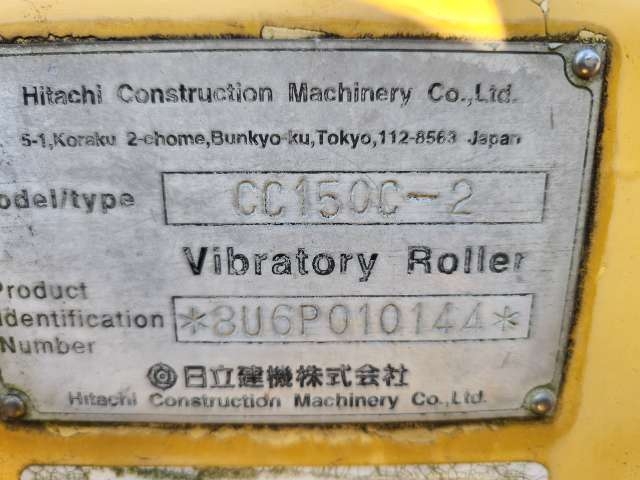 Hitachi Construction Machinery Co.,Ltd.
5-1,Koraku 2-chome,Bunkyo-ku,Tokyo,112-8563 Japan
odel/type CC150C-2
Vibratory Roller
Product
dentification *8U6P010144*
Number
日立建機株式会社
Hitachi Construction Machinery Co.,Ltd.